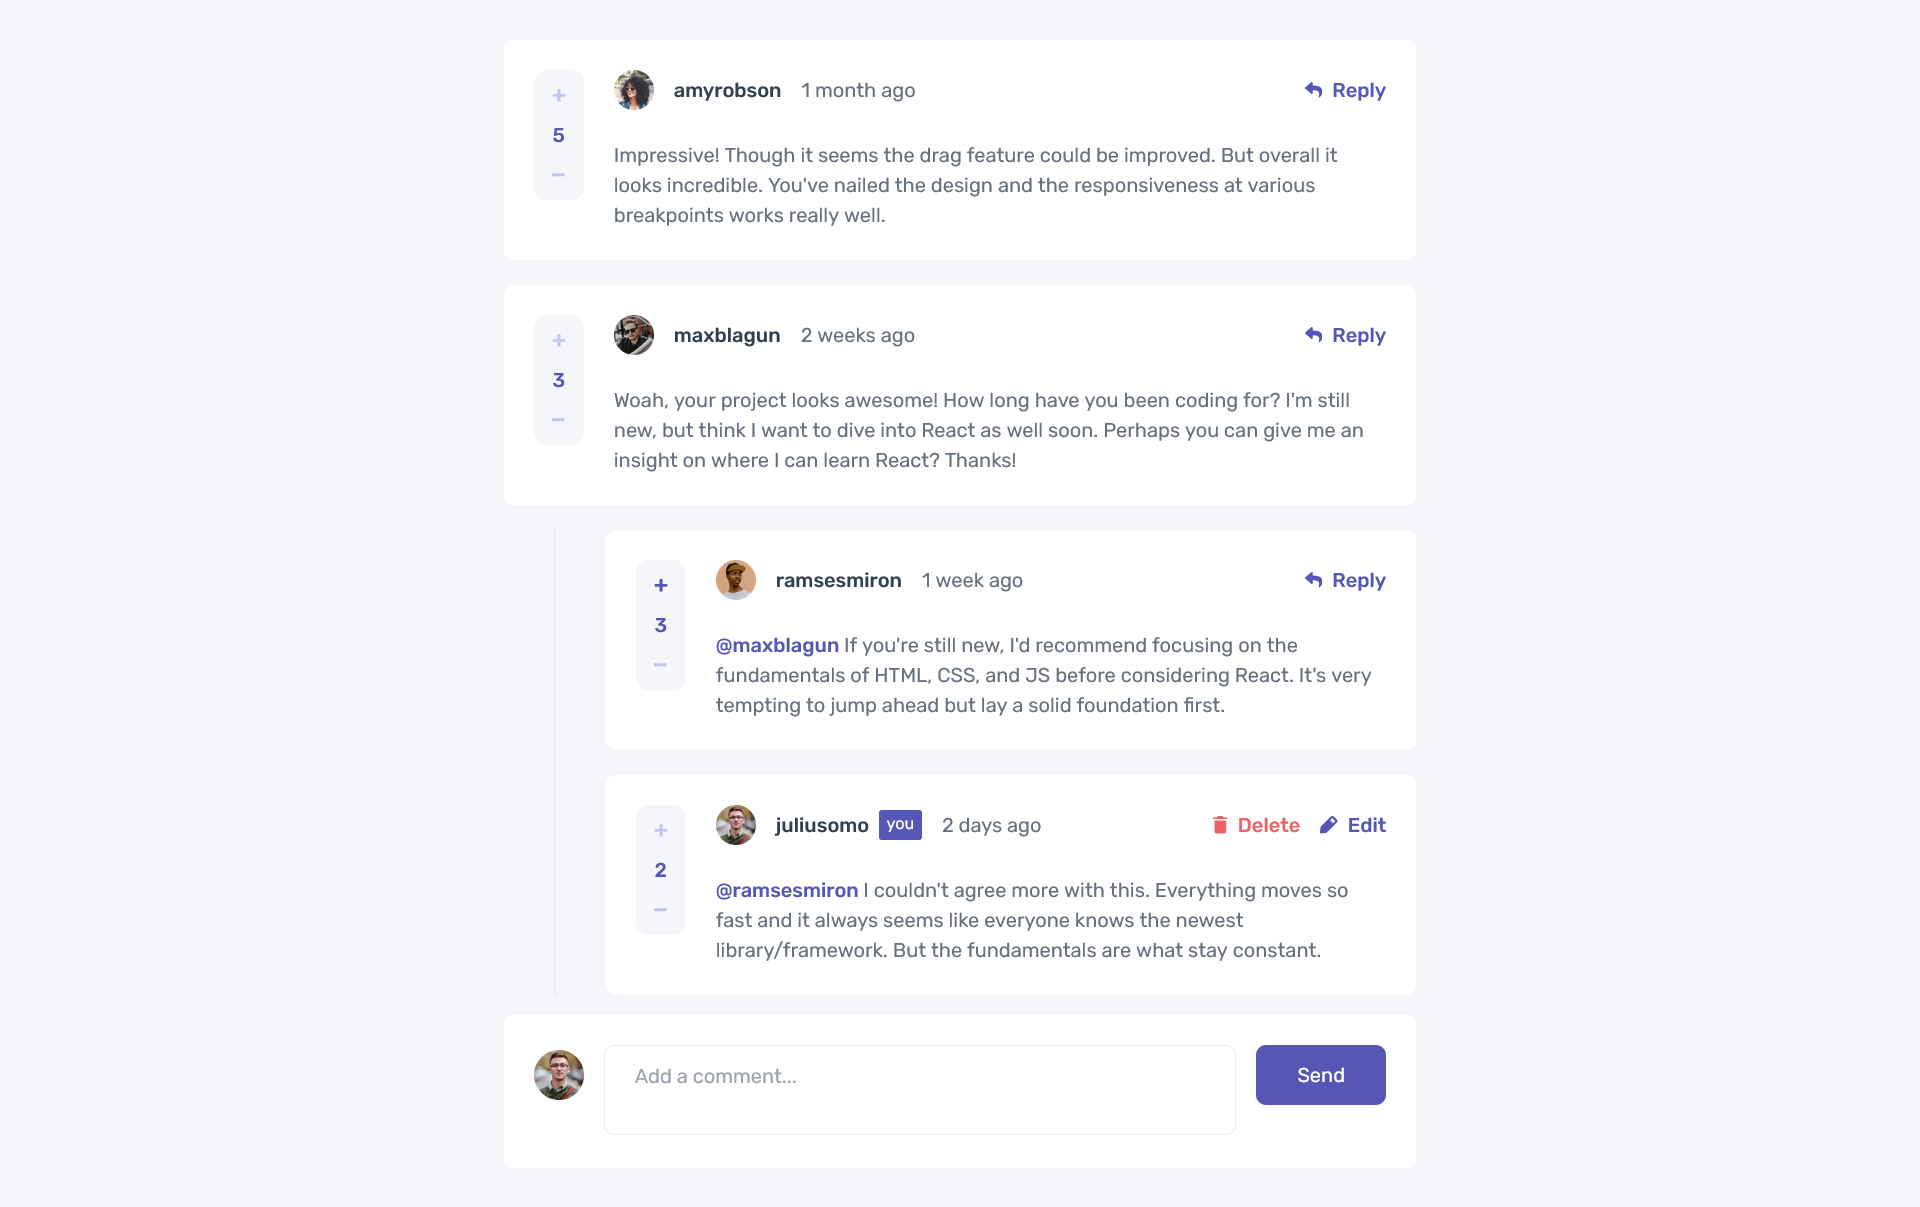 +
5
−
amyrobson 1 month ago Reply
Impressive! Though it seems the drag feature could be improved. But overall it
looks incredible. You've nailed the design and the responsiveness at various
breakpoints works really well.
+
3
−
maxblagun 2 weeks ago Reply
Woah, your project looks awesome! How long have you been coding for? I'm still
new, but think I want to dive into React as well soon. Perhaps you can give me an
insight on where I can learn React? Thanks!
+
3
−
ramsesmiron 1 week ago Reply
@maxblagun If you're still new, I'd recommend focusing on the
fundamentals of HTML, CSS, and JS before considering React. It's very
tempting to jump ahead but lay a solid foundation first.
+
2
−
juliusomo you 2 days ago Delete Edit
@ramsesmiron I couldn't agree more with this. Everything moves so
fast and it always seems like everyone knows the newest
library/framework. But the fundamentals are what stay constant.
Add a comment...
Send